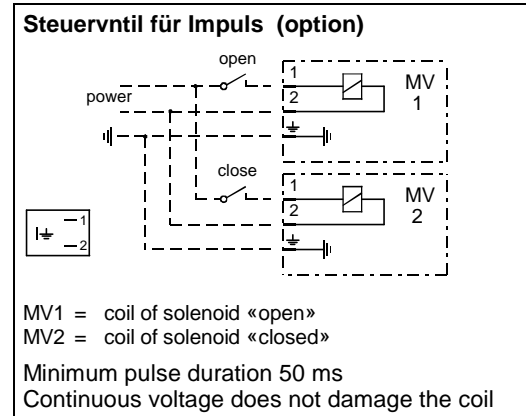 Steuervntil für Impuls (option)
open
1
2
MV
1
power
close
1
2
MV
2
1
2
MV1 = coil of solenoid «open»
MV2 = coil of solenoid «closed»
Minimum pulse duration 50 ms
Continuous voltage does not damage the coil